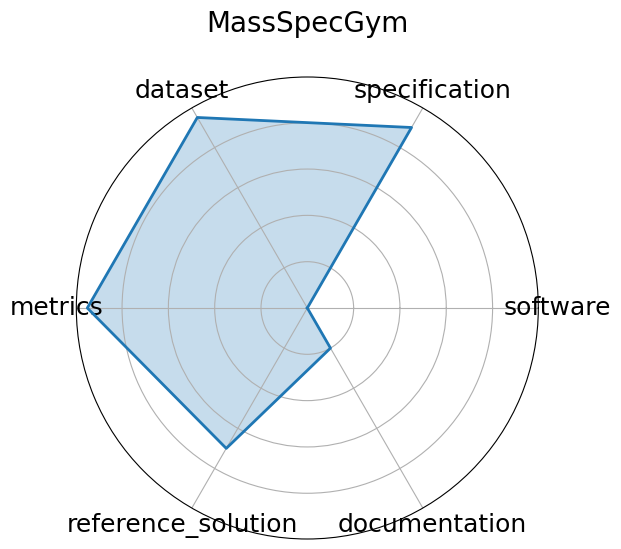 MassSpecGym
dataset
specification
metrics
software
reference_solution
documentation